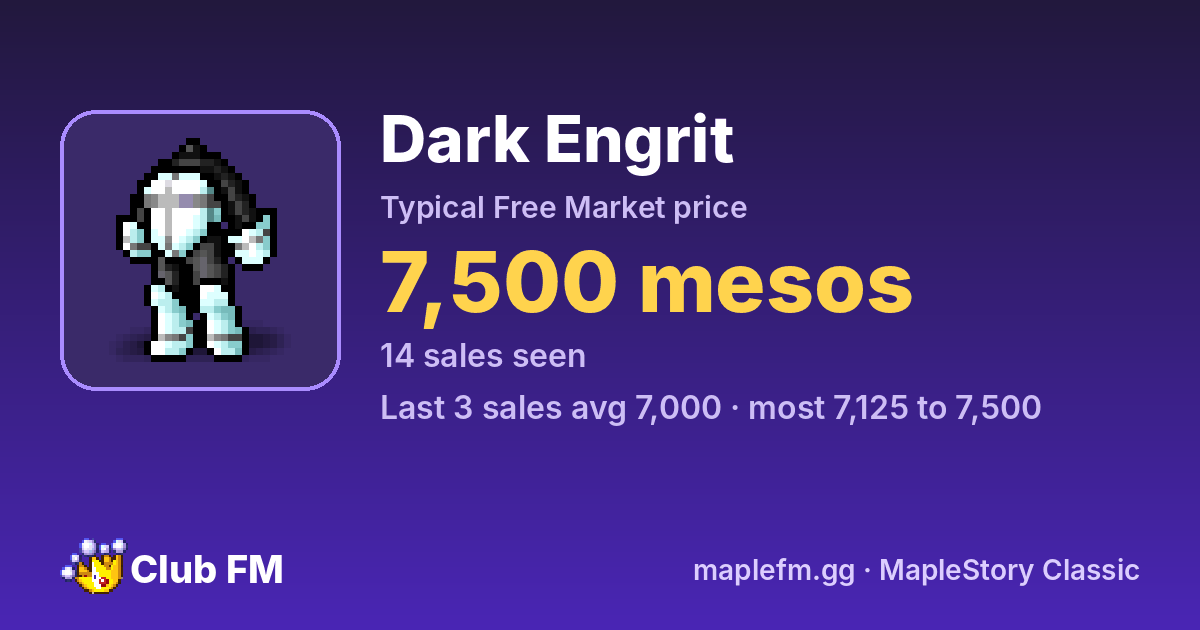 Dark Engrit
Typical Free Market price
7,500 mesos
14 sales seen
Last 3 sales avg 7,000 · most 7,125 to 7,500
Club FM
maplefm.gg · MapleStory Classic